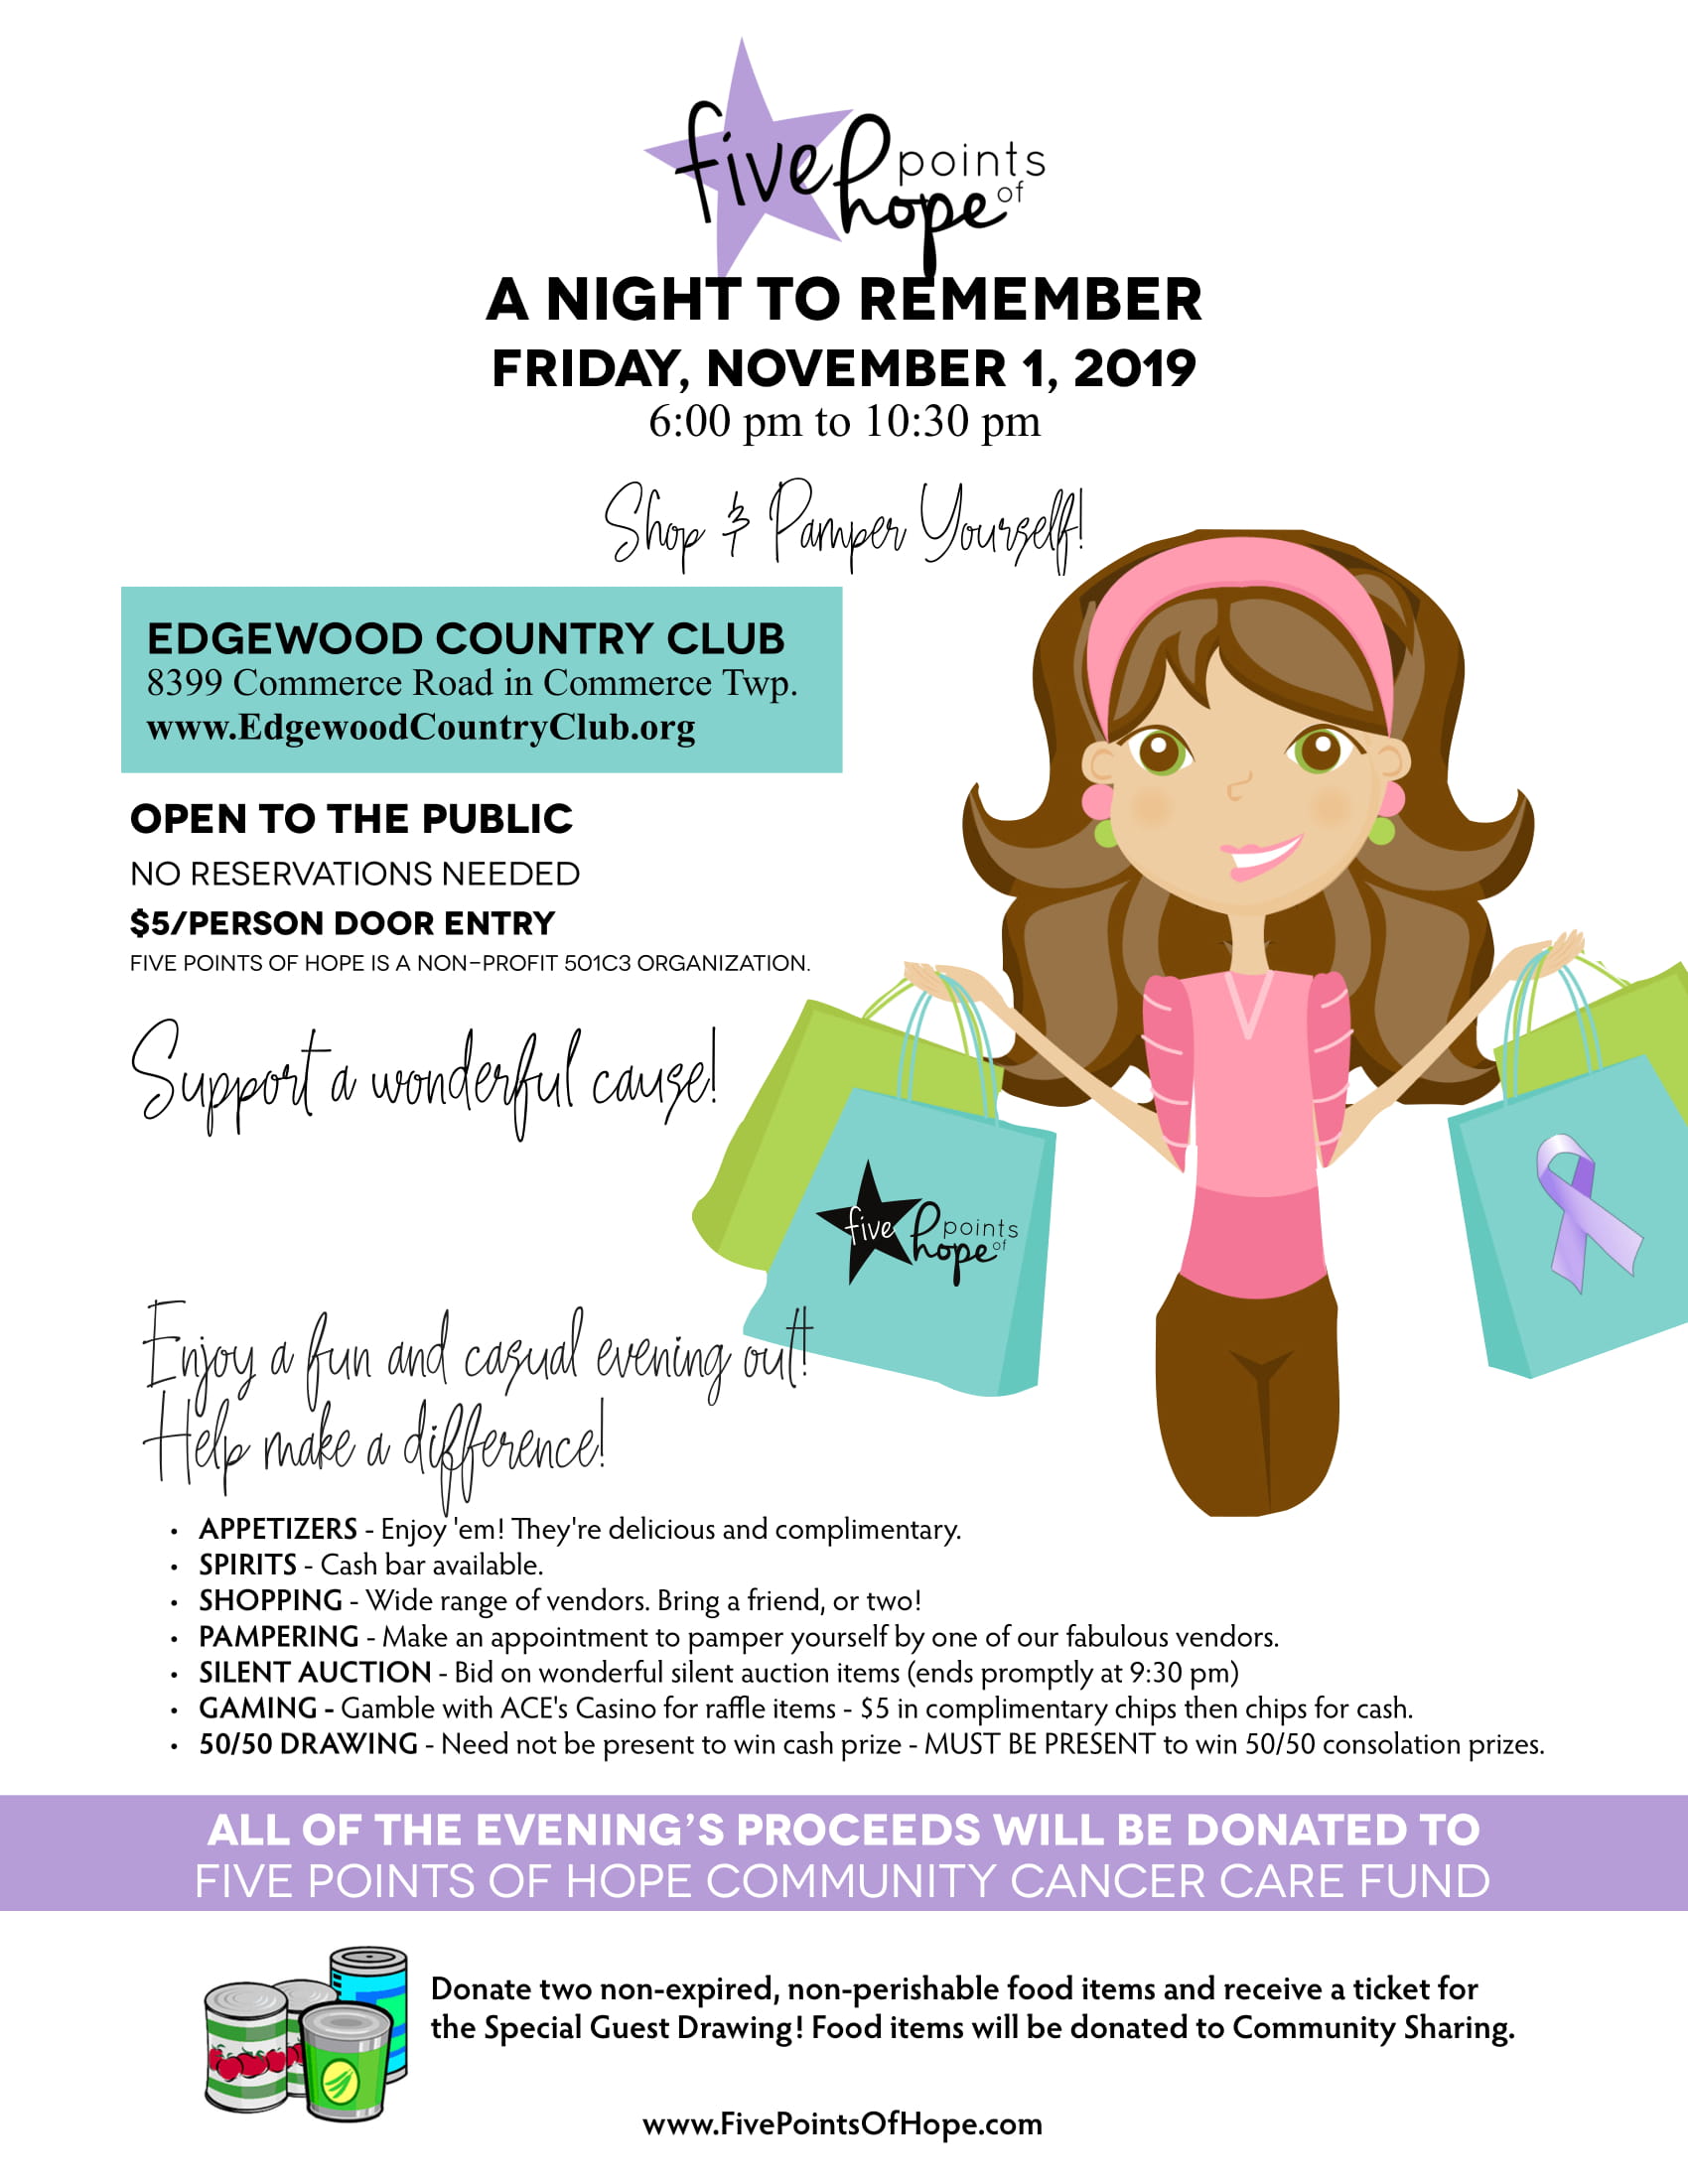 five points of hope
A NIGHT TO REMEMBER
FRIDAY, NOVEMBER 1, 2019
6:00 pm to 10:30 pm
Shop & Pamper Yourself!
EDGEWOOD COUNTRY CLUB
8399 Commerce Road in Commerce Twp.
www.EdgewoodCountryClub.org
OPEN TO THE PUBLIC
NO RESERVATIONS NEEDED
$5/PERSON DOOR ENTRY
FIVE POINTS OF HOPE IS A NON-PROFIT 501C3 ORGANIZATION.
Support a wonderful cause!
five points of hope
Enjoy a fun and casual evening out!
Help make a difference!
• APPETIZERS - Enjoy 'em! They're delicious and complimentary.
• SPIRITS - Cash bar available.
• SHOPPING - Wide range of vendors. Bring a friend, or two!
• PAMPERING - Make an appointment to pamper yourself by one of our fabulous vendors.
• SILENT AUCTION - Bid on wonderful silent auction items (ends promptly at 9:30 pm)
• GAMING - Gamble with ACE's Casino for raffle items - $5 in complimentary chips then chips for cash.
• 50/50 DRAWING - Need not be present to win cash prize - MUST BE PRESENT to win 50/50 consolation prizes.
ALL OF THE EVENING'S PROCEEDS WILL BE DONATED TO
FIVE POINTS OF HOPE COMMUNITY CANCER CARE FUND
Donate two non-expired, non-perishable food items and receive a ticket for
the Special Guest Drawing! Food items will be donated to Community Sharing.
www.FivePointsOfHope.com